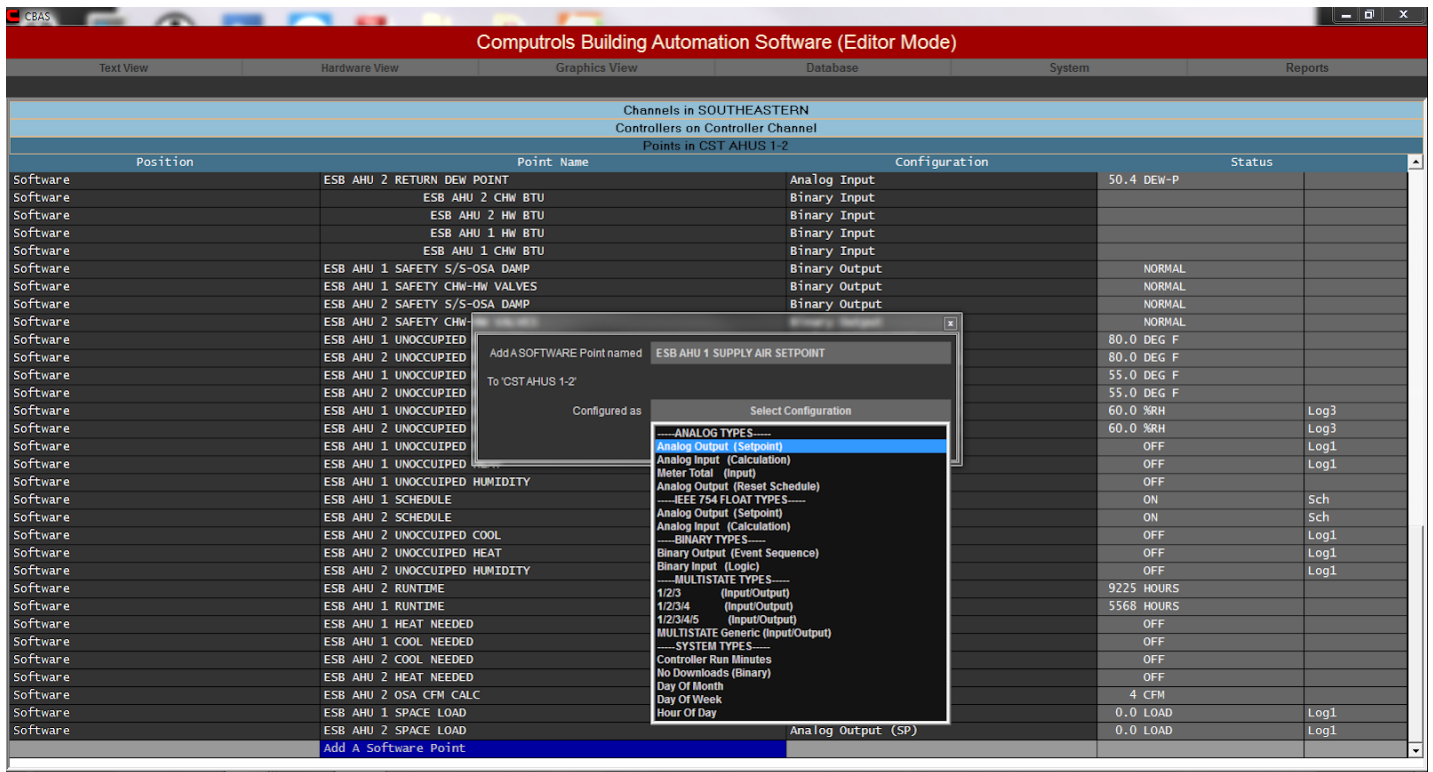 CBAS
Computrols Building Automation Software (Editor Mode)
Text View Hardware View Graphics View Database System Reports
Channels in SOUTHEASTERN
Controllers on Controller Channel
Points in CST AHUS 1-2
Position Point Name Configuration Status
Software ESB AHU 2 RETURN DEW POINT Analog Input 50.4 DEW-P
Software ESB AHU 2 CHW BTU Binary Input
Software ESB AHU 2 HW BTU Binary Input
Software ESB AHU 1 HW BTU Binary Input
Software ESB AHU 1 CHW BTU Binary Input
Software ESB AHU 1 SAFETY S/S-OSA DAMP Binary Output NORMAL
Software ESB AHU 1 SAFETY CHW-HW VALVES Binary Output NORMAL
Software ESB AHU 2 SAFETY S/S-OSA DAMP Binary Output NORMAL
Software ESB AHU 2 SAFETY CHW-HW VALVES Binary Output NORMAL
Software ESB AHU 1 UNOCCUPIED 80.0 DEG F
Software ESB AHU 2 UNOCCUPIED 80.0 DEG F
Software ESB AHU 1 UNOCCUPIED 55.0 DEG F
Software ESB AHU 2 UNOCCUPIED 55.0 DEG F
Software ESB AHU 1 UNOCCUPIED 60.0 %RH Log3
Software ESB AHU 2 UNOCCUPIED 60.0 %RH Log3
Software ESB AHU 1 UNOCCUIPED OFF Log1
Software ESB AHU 1 UNOCCUIPED HEAT OFF Log1
Software ESB AHU 1 UNOCCUIPED HUMIDITY OFF
Software ESB AHU 1 SCHEDULE ON Sch
Software ESB AHU 2 SCHEDULE ON Sch
Software ESB AHU 2 UNOCCUIPED COOL OFF Log1
Software ESB AHU 2 UNOCCUIPED HEAT OFF Log1
Software ESB AHU 2 UNOCCUIPED HUMIDITY OFF Log1
Software ESB AHU 2 RUNTIME 9225 HOURS
Software ESB AHU 1 RUNTIME 5568 HOURS
Software ESB AHU 1 HEAT NEEDED OFF
Software ESB AHU 1 COOL NEEDED OFF
Software ESB AHU 2 COOL NEEDED OFF
Software ESB AHU 2 HEAT NEEDED OFF
Software ESB AHU 2 OSA CFM CALC 4 CFM
Software ESB AHU 1 SPACE LOAD 0.0 LOAD Log1
Software ESB AHU 2 SPACE LOAD Analog Output (SP) 0.0 LOAD Log1
Add A Software Point
Add A SOFTWARE Point named ESB AHU 1 SUPPLY AIR SETPOINT
To 'CST AHUS 1-2'
Configured as Select Configuration
-----ANALOG TYPES-----
Analog Output (Setpoint)
Analog Input (Calculation)
Meter Total (Input)
Analog Output (Reset Schedule)
-----IEEE 754 FLOAT TYPES-----
Analog Output (Setpoint)
Analog Input (Calculation)
-----BINARY TYPES-----
Binary Output (Event Sequence)
Binary Input (Logic)
-----MULTISTATE TYPES-----
1/2/3 (Input/Output)
1/2/3/4 (Input/Output)
1/2/3/4/5 (Input/Output)
MULTISTATE Generic (Input/Output)
-----SYSTEM TYPES-----
Controller Run Minutes
No Downloads (Binary)
Day Of Month
Day Of Week
Hour Of Day